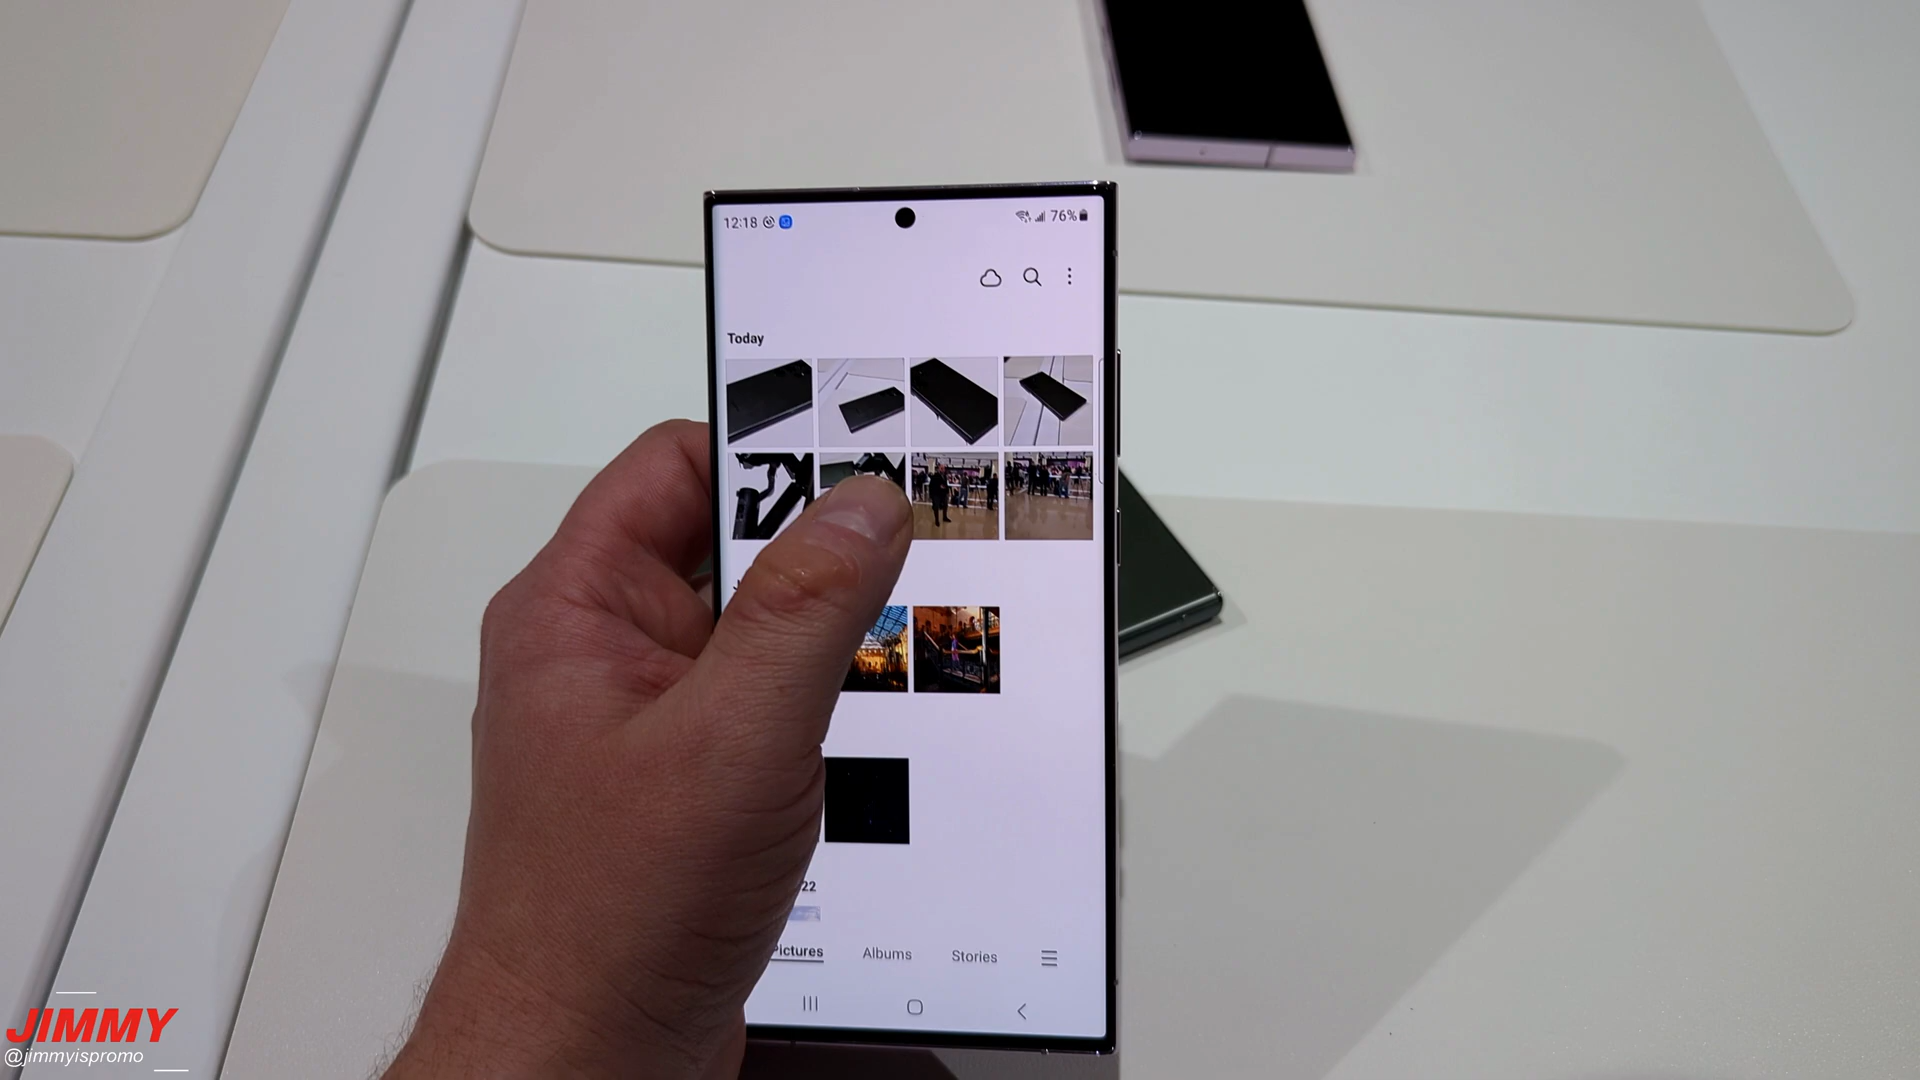 12:18
76%
Today
22
Pictures
Albums
Stories
JIMMY
@jimmyispromo